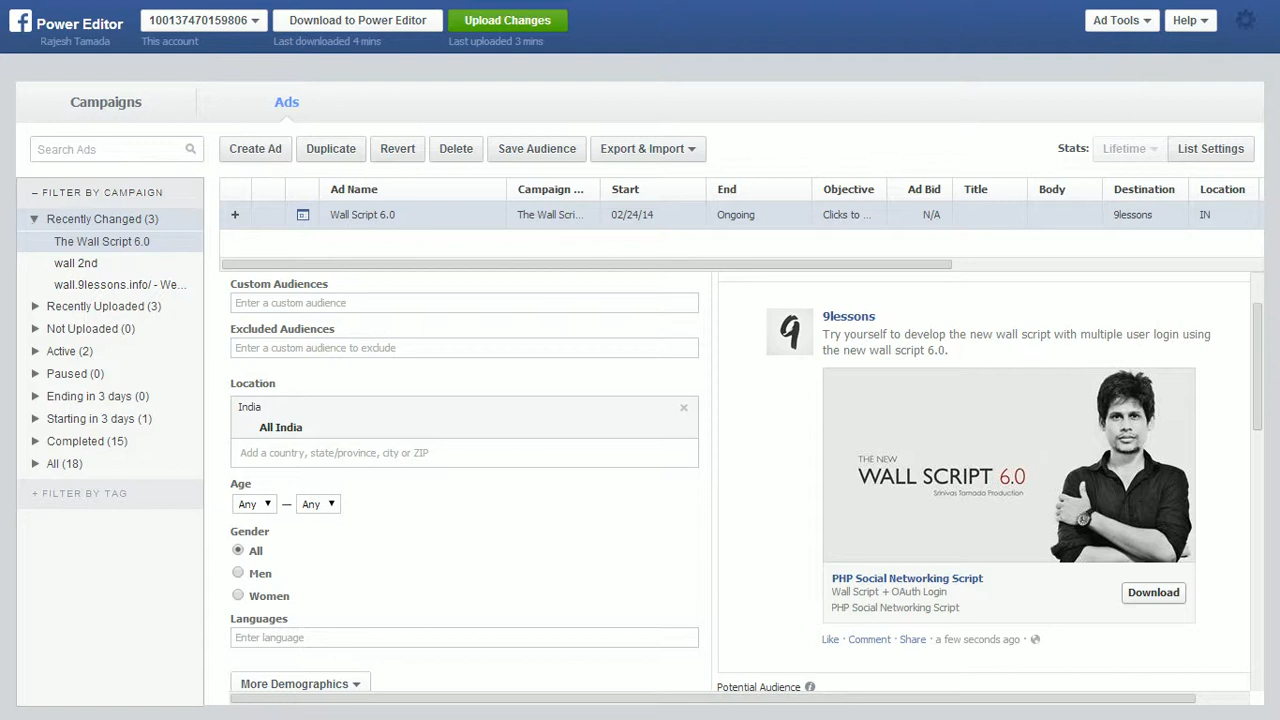 Power Editor
100137470159806
Download to Power Editor
Upload Changes
Ad Tools
Help
Rajesh Tamada
This account
Last downloaded 4 mins
Last uploaded 3 mins
Campaigns
Ads
Search Ads
Create Ad
Duplicate
Revert
Delete
Save Audience
Export & Import
Stats:
Lifetime
List Settings
– FILTER BY CAMPAIGN
Recently Changed (3)
The Wall Script 6.0
wall 2nd
wall.9lessons.info/ - We...
Recently Uploaded (3)
Not Uploaded (0)
Active (2)
Paused (0)
Ending in 3 days (0)
Starting in 3 days (1)
Completed (15)
All (18)
+ FILTER BY TAG
Ad Name Campaign ... Start End Objective Ad Bid Title Body Destination Location
+ Wall Script 6.0 The Wall Scri... 02/24/14 Ongoing Clicks to ... N/A 9lessons IN
Custom Audiences
Enter a custom audience
Excluded Audiences
Enter a custom audience to exclude
Location
India
All India
Add a country, state/province, city or ZIP
Age
Any — Any
Gender
All
Men
Women
Languages
Enter language
More Demographics
9lessons
Try yourself to develop the new wall script with multiple user login using
the new wall script 6.0.
THE NEW
WALL SCRIPT 6.0
Srinivas Tamada Production
PHP Social Networking Script
Wall Script + OAuth Login
PHP Social Networking Script
Download
Like · Comment · Share · a few seconds ago ·
Potential Audience